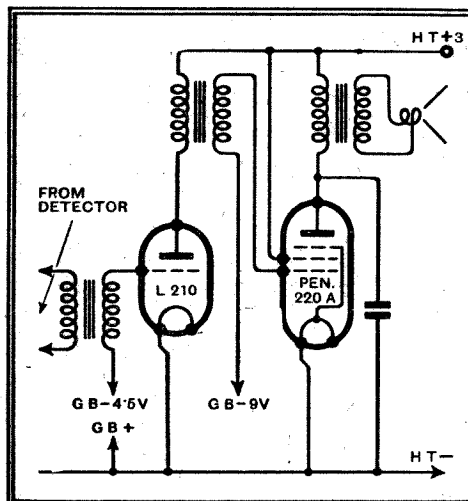 HT+3
FROM
DETECTOR
L 210
PEN.
220 A
GB-4·5V
GB-9V
GB+
HT-